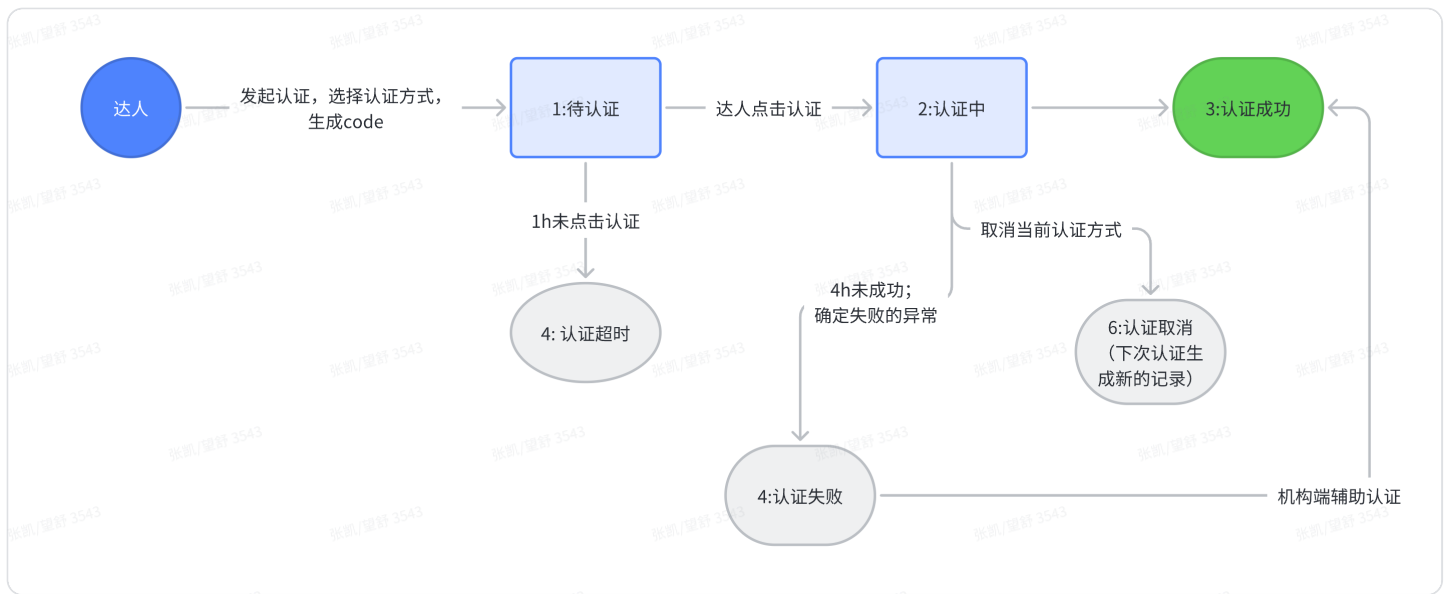 达人
发起认证，选择认证方式，
生成code
1:待认证
达人点击认证
2:认证中
3:认证成功
1h未点击认证
取消当前认证方式
4h未成功；
确定失败的异常
4: 认证超时
6:认证取消
（下次认证生
成新的记录）
4:认证失败
机构端辅助认证
张凯/望舒 3543